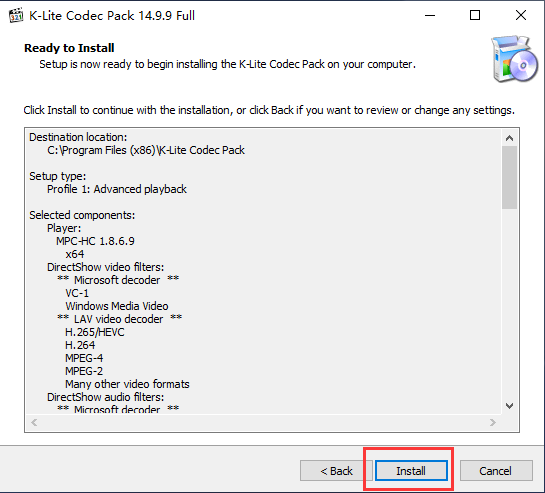 K-Lite Codec Pack 14.9.9 Full
Ready to Install
Setup is now ready to begin installing the K-Lite Codec Pack on your computer.
Click Install to continue with the installation, or click Back if you want to review or change any settings.
Destination location:
C:\Program Files (x86)\K-Lite Codec Pack
Setup type:
Profile 1: Advanced playback
Selected components:
Player:
MPC-HC 1.8.6.9
x64
DirectShow video filters:
** Microsoft decoder **
VC-1
Windows Media Video
** LAV video decoder **
H.265/HEVC
H.264
MPEG-4
MPEG-2
Many other video formats
DirectShow audio filters:
** Microsoft decoder **
< Back Install Cancel